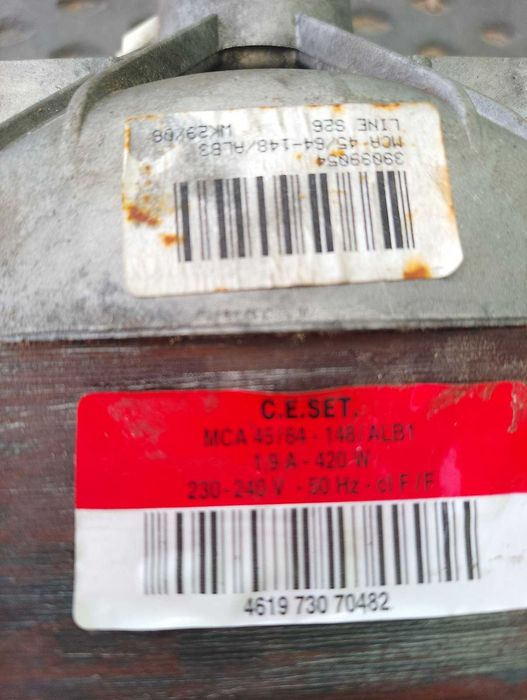 39099054
MCA 45/64-148/ALB3
LINE S26 WK29/08
C.E.SET.
MCA 45/64 - 148/ALB1
1.9 A - 420 W
230-240 V - 50 Hz - cl F/F
4619 730 70482